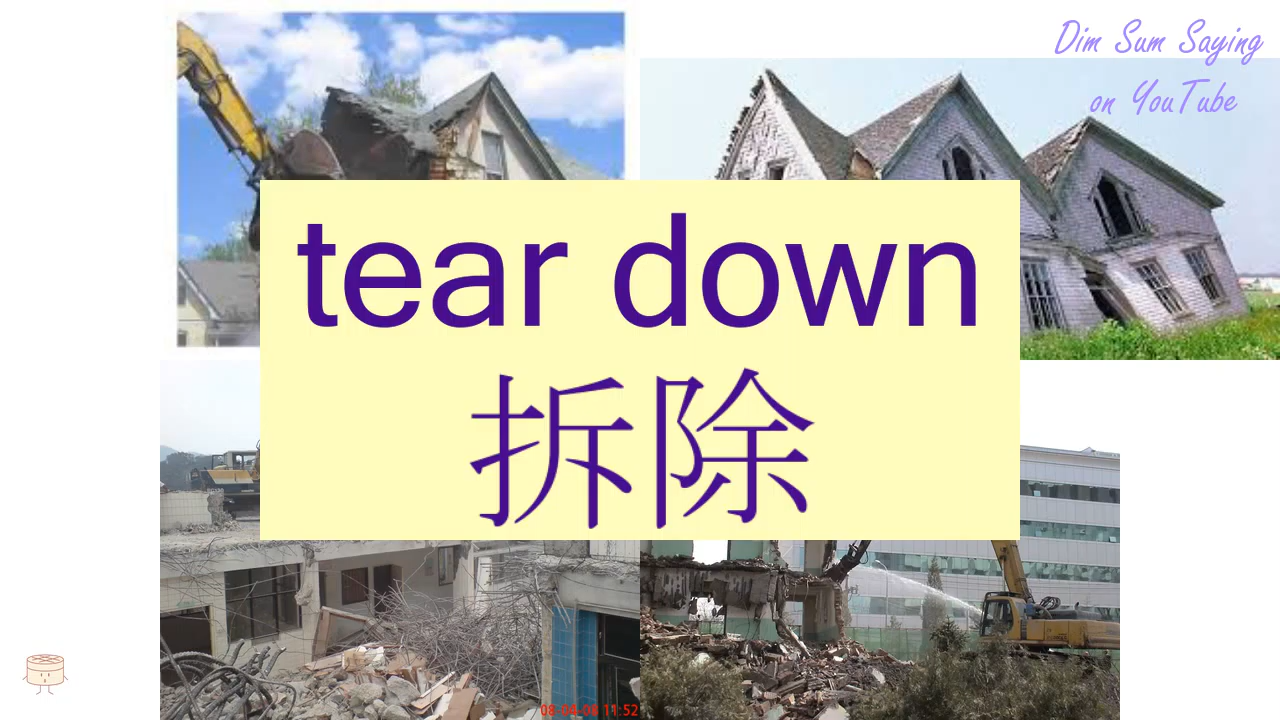 Dim Sum Saying
on YouTube
tear down
拆除
08-04-08 11:52